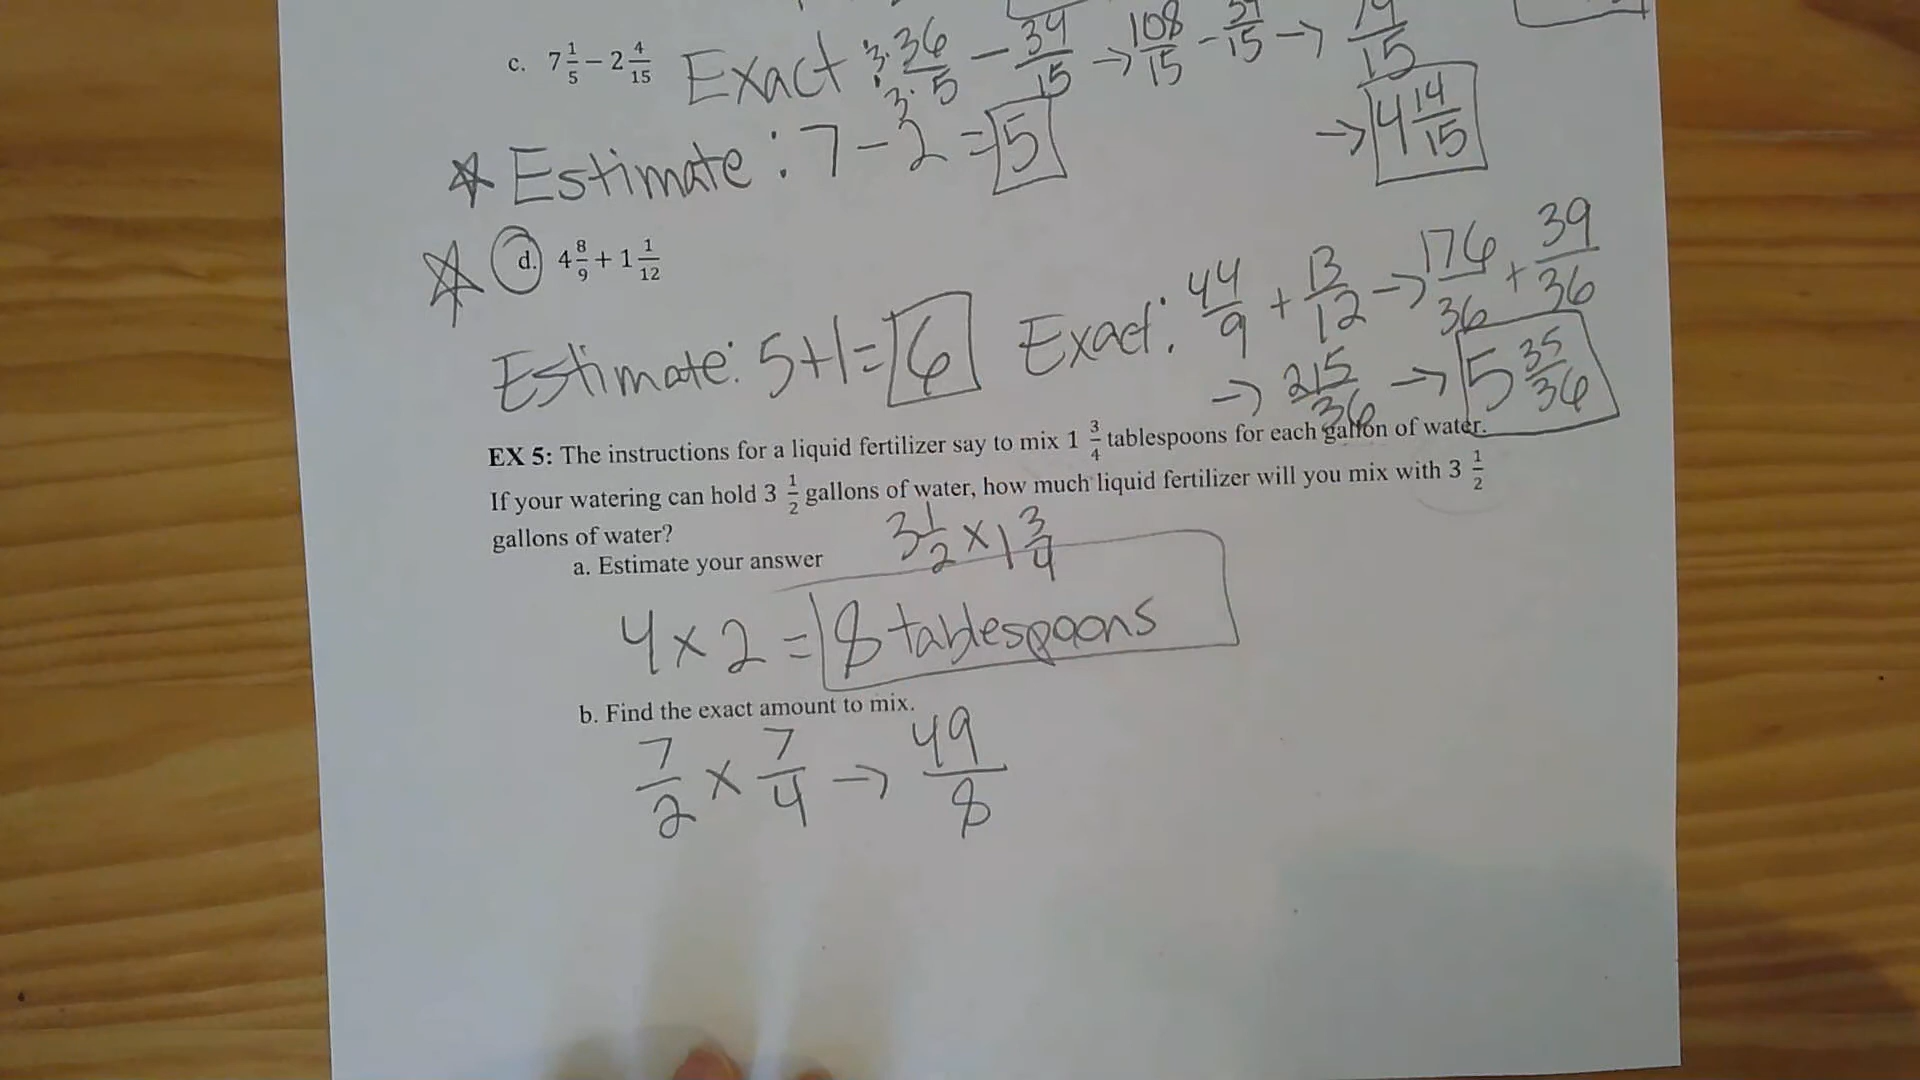 c. 7 1/5 − 2 4/15 Exact : 3·36/3·5 − 34/15 → 108/15 − 34/15 → 74/15
→ 4 14/15
☆ Estimate : 7 − 2 = 5
☆ d. 4 8/9 + 1 1/12
Estimate: 5+1 = 6 Exact: 44/9 + 13/12 → 176/36 + 39/36
→ 215/36 → 5 35/36
EX 5: The instructions for a liquid fertilizer say to mix 1 3/4 tablespoons for each gallon of water.
If your watering can hold 3 1/2 gallons of water, how much liquid fertilizer will you mix with 3 1/2
gallons of water?
3 1/2 × 1 3/4
a. Estimate your answer
4 × 2 = 8 tablespoons
b. Find the exact amount to mix.
7/2 × 7/4 → 49/8